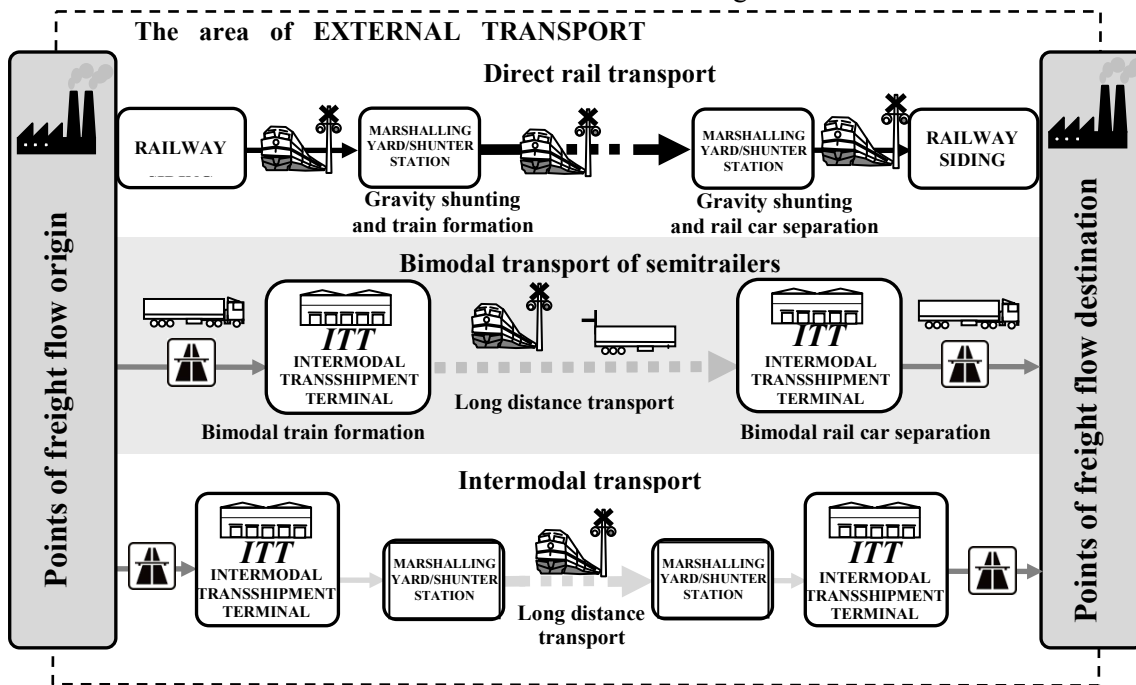 The area of EXTERNAL TRANSPORT
Points of freight flow origin
Direct rail transport
RAILWAY
MARSHALLING
YARD/SHUNTER
STATION
Gravity shunting
and train formation
MARSHALLING
YARD/SHUNTER
STATION
Gravity shunting
and rail car separation
RAILWAY
SIDING
Bimodal transport of semitrailers
ITT
INTERMODAL
TRANSSHIPMENT
TERMINAL
Bimodal train formation
Long distance transport
ITT
INTERMODAL
TRANSSHIPMENT
TERMINAL
Bimodal rail car separation
Intermodal transport
ITT
INTERMODAL
TRANSSHIPMENT
TERMINAL
MARSHALLING
YARD/SHUNTER
STATION
Long distance
transport
MARSHALLING
YARD/SHUNTER
STATION
ITT
INTERMODAL
TRANSSHIPMENT
TERMINAL
Points of freight flow destination